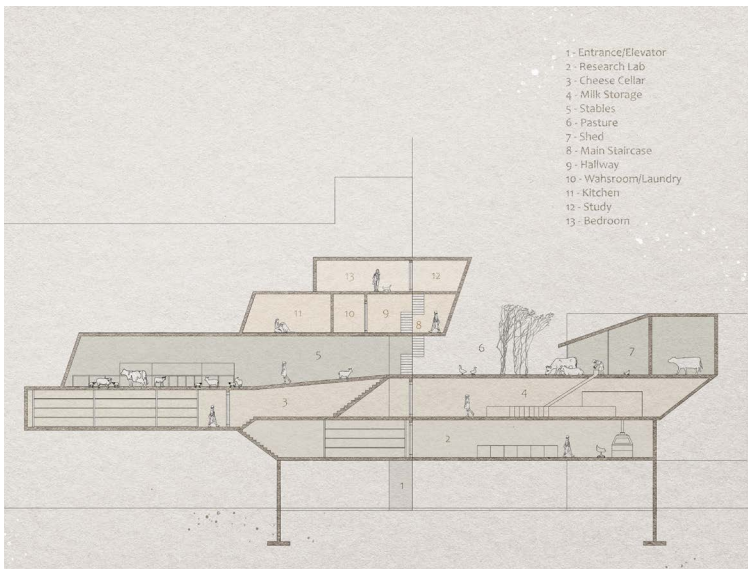 1 - Entrance/Elevator
2 - Research Lab
3 - Cheese Cellar
4 - Milk Storage
5 - Stables
6 - Pasture
7 - Shed
8 - Main Staircase
9 - Hallway
10 - Wahsroom/Laundry
11 - Kitchen
12 - Study
13 - Bedroom
13
12
11
10
9
8
5
6
7
3
4
2
1